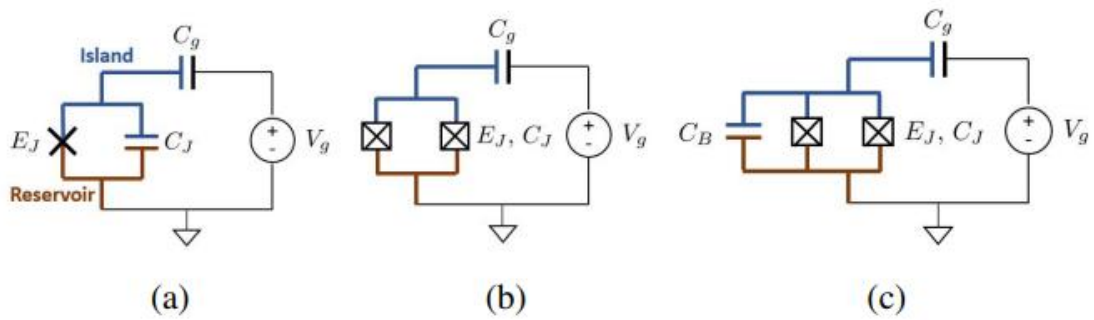 C_g
Island
E_J
C_J
+
-
V_g
Reservoir
(a)
C_g
E_J, C_J
+
-
V_g
(b)
C_g
C_B
E_J, C_J
+
-
V_g
(c)